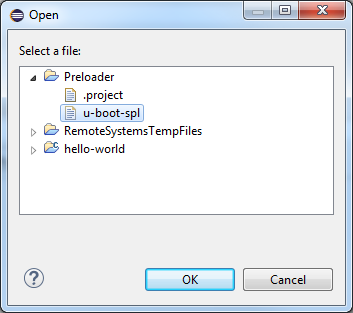 Open
Select a file:
Preloader
.project
u-boot-spl
RemoteSystemsTempFiles
hello-world
?
OK
Cancel